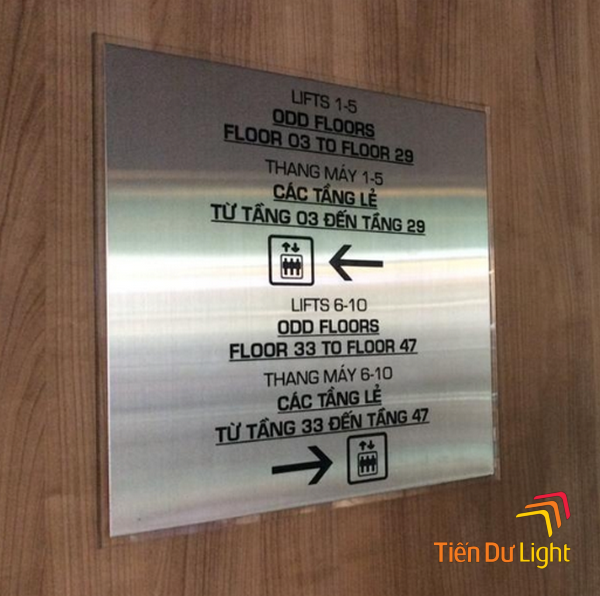 LIFTS 1-5
ODD FLOORS
FLOOR 03 TO FLOOR 29
THANG MÁY 1-5
CÁC TẦNG LẺ
TỪ TẦNG 03 ĐẾN TẦNG 29
LIFTS 6-10
ODD FLOORS
FLOOR 33 TO FLOOR 47
THANG MÁY 6-10
CÁC TẦNG LẺ
TỪ TẦNG 33 ĐẾN TẦNG 47
Tiến Dư Light